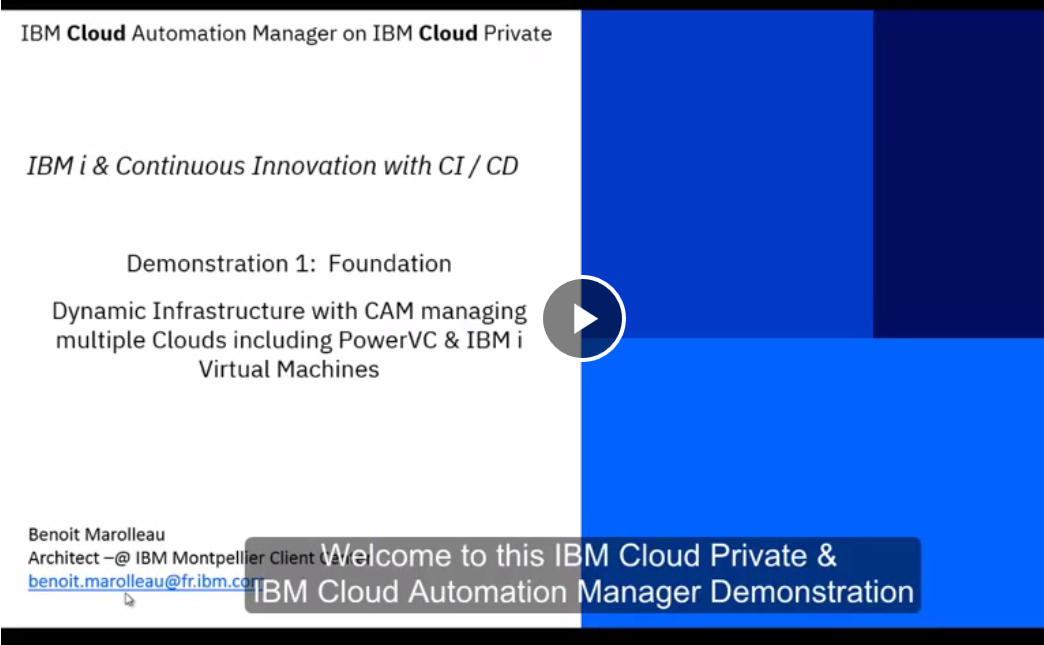 IBM Cloud Automation Manager on IBM Cloud Private
IBM i & Continuous Innovation with CI / CD
Demonstration 1: Foundation
Dynamic Infrastructure with CAM managing
multiple Clouds including PowerVC & IBM i
Virtual Machines
Benoit Marolleau
Architect –@ IBM Montpellier Client Center
benoit.marolleau@fr.ibm.com
Welcome to this IBM Cloud Private &
IBM Cloud Automation Manager Demonstration